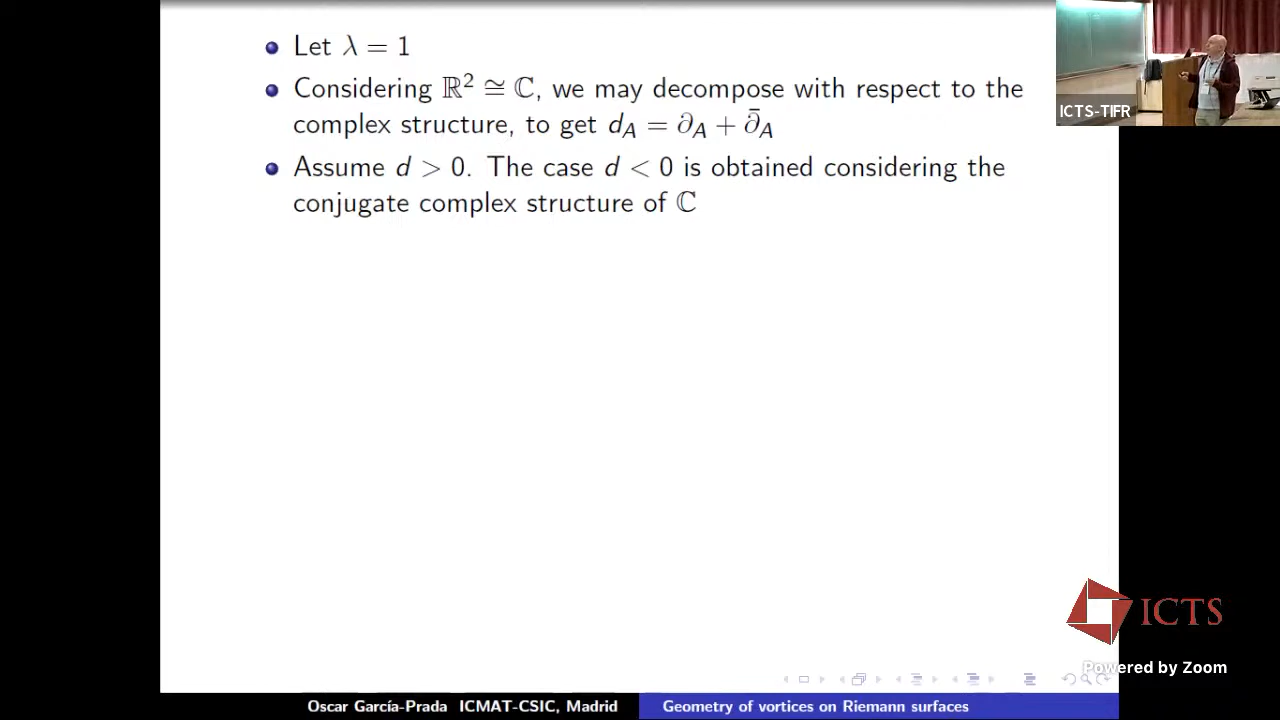 Let λ = 1
Considering ℝ² ≅ ℂ, we may decompose with respect to the
complex structure, to get d_A = ∂_A + ∂̄_A
Assume d > 0. The case d < 0 is obtained considering the
conjugate complex structure of ℂ
ICTS-TIFR
ICTS
Powered by Zoom
Oscar García-Prada ICMAT-CSIC, Madrid
Geometry of vortices on Riemann surfaces